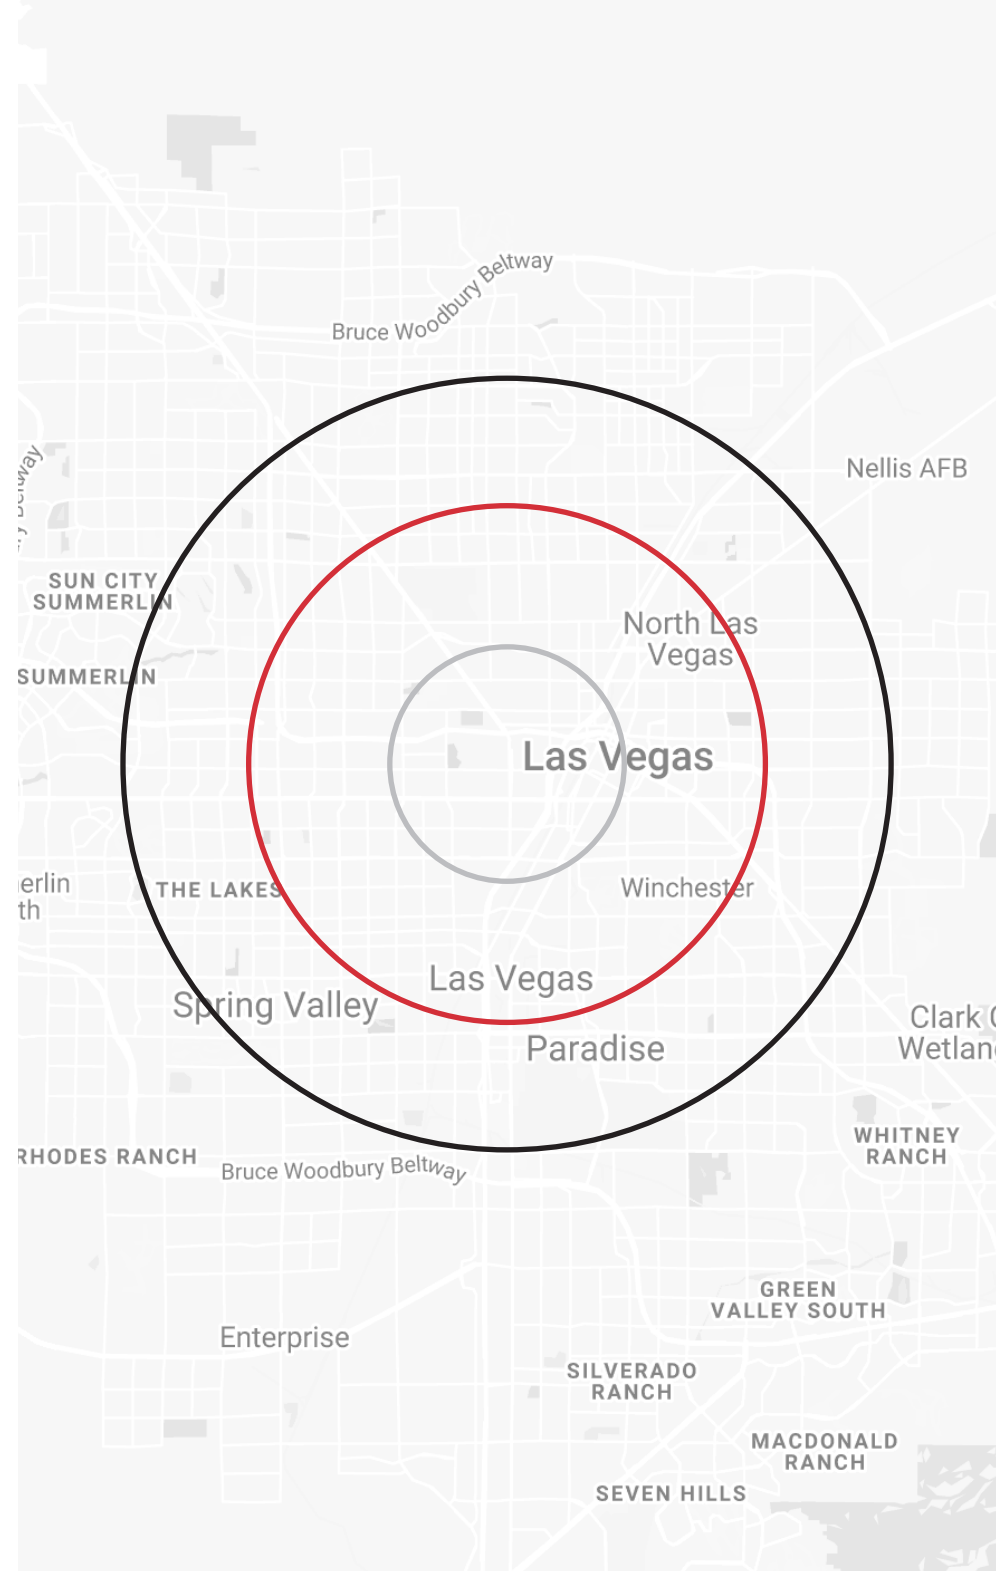 Bruce Woodbury Beltway
Nellis AFB
SUN CITY
SUMMERLIN
North Las
Vegas
SUMMERLIN
Las Vegas
THE LAKES
Winchester
Las Vegas
Spring Valley
Paradise
Clark
Wetlan
WHITNEY
RANCH
RHODES RANCH
Bruce Woodbury Beltway
GREEN
VALLEY SOUTH
Enterprise
SILVERADO
RANCH
MACDONALD
RANCH
SEVEN HILLS